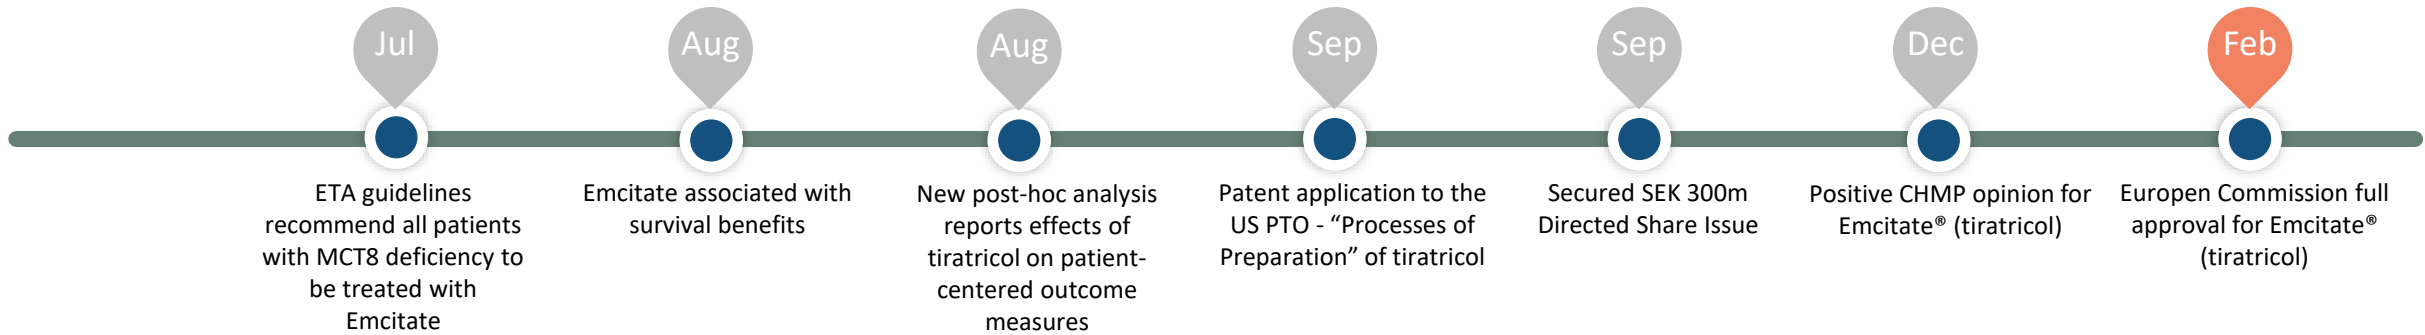 Jul
ETA guidelines
recommend all patients
with MCT8 deficiency to
be treated with
Emcitate
Aug
Emcitate associated with
survival benefits
Aug
New post-hoc analysis
reports effects of
tiratricol on patient-
centered outcome
measures
Sep
Patent application to the
US PTO - “Processes of
Preparation” of tiratricol
Sep
Secured SEK 300m
Directed Share Issue
Dec
Positive CHMP opinion for
Emcitate® (tiratricol)
Feb
Europen Commission full
approval for Emcitate®
(tiratricol)